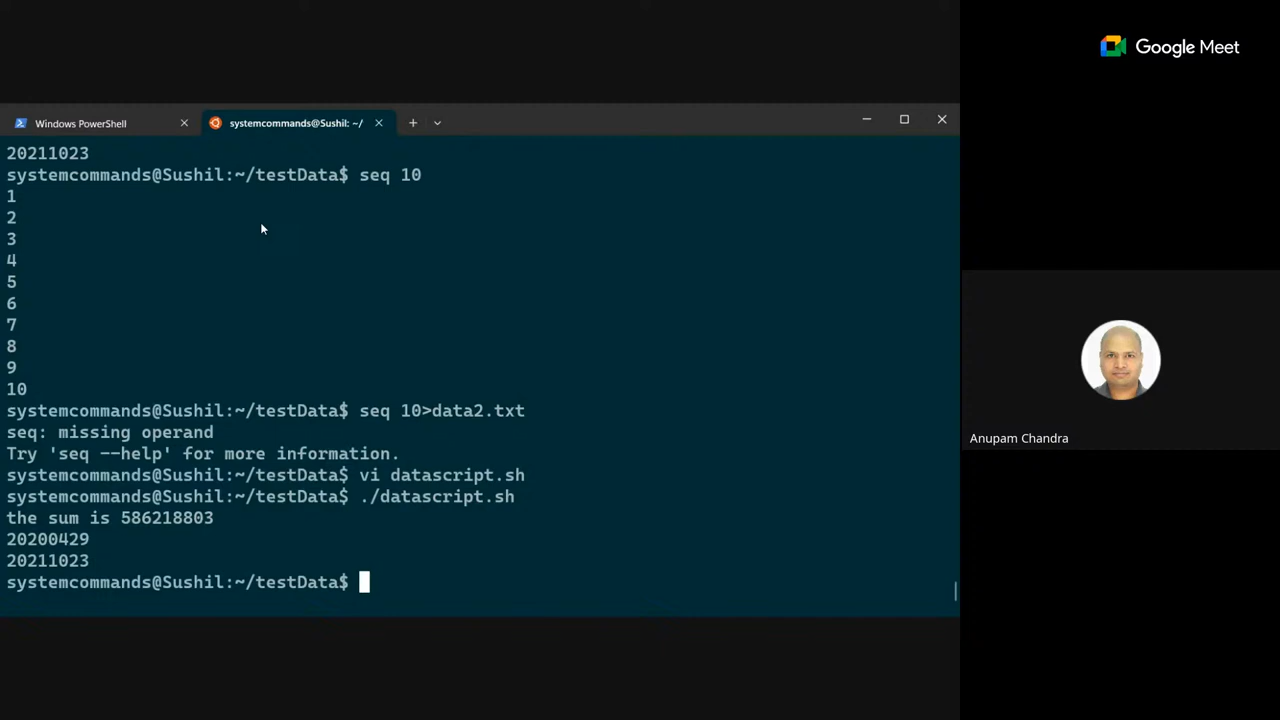 Google Meet
Windows PowerShell
systemcommands@Sushil: ~/
20211023
systemcommands@Sushil:~/testData$ seq 10
1
2
3
4
5
6
7
8
9
10
systemcommands@Sushil:~/testData$ seq 10>data2.txt
seq: missing operand
Try 'seq --help' for more information.
systemcommands@Sushil:~/testData$ vi datascript.sh
systemcommands@Sushil:~/testData$ ./datascript.sh
the sum is 586218803
20200429
20211023
systemcommands@Sushil:~/testData$
Anupam Chandra